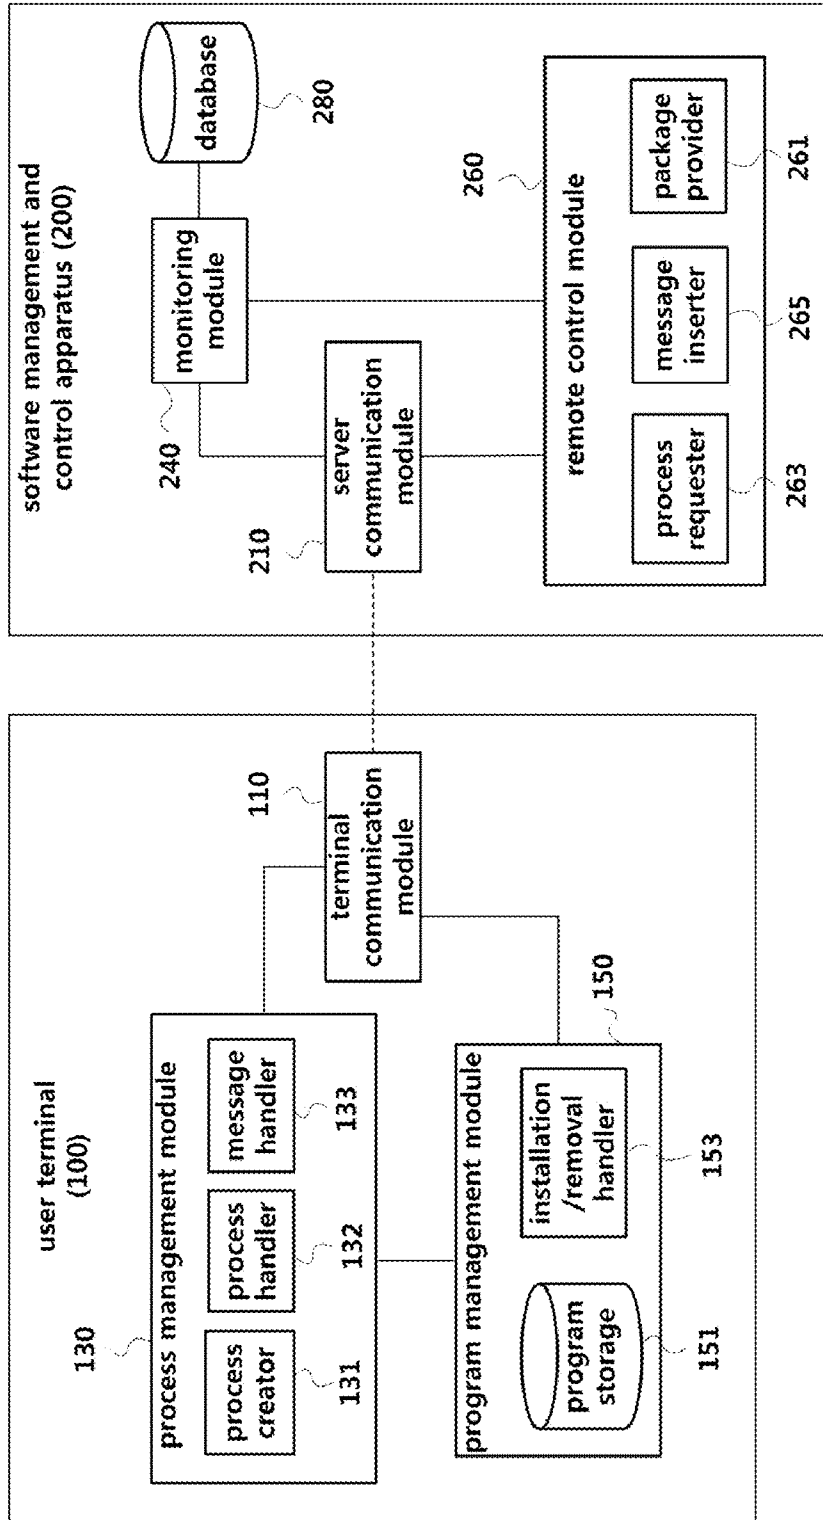 user terminal
(100)
130
process management module
process
creator
131
process
handler
132
message
handler
133
110
terminal
communication
module
150
program management module
program
storage
151
installation
/removal
handler
153
software management and
control apparatus (200)
240
monitoring
module
database
280
210
server
communication
module
260
remote control module
process
requester
263
message
inserter
265
package
provider
261